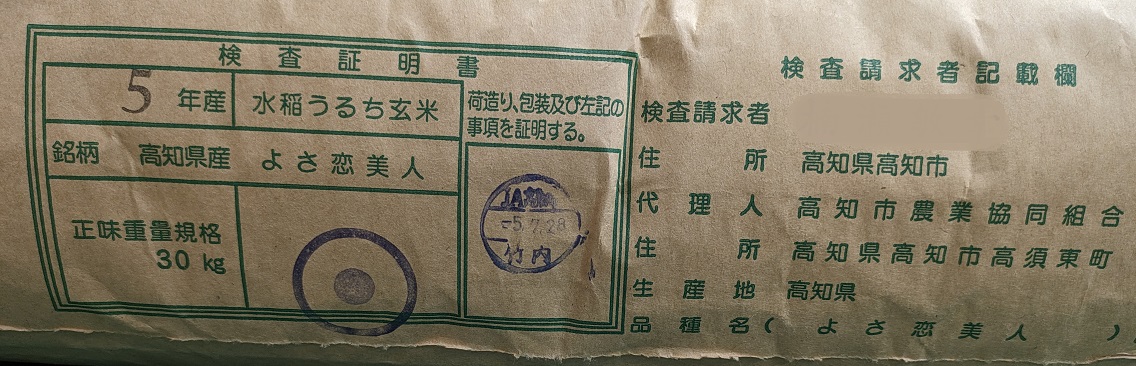 検査証明書
5年産
水稲うるち玄米
銘柄 高知県産 よさ恋美人
正味重量規格
30kg
荷造り、包装及び左記の
事項を証明する。
JA
-5.7.28
竹内
検査請求者記載欄
検査請求者
住所 高知県高知市
代理人 高知市農業協同組合
住所 高知県高知市高須東町
生産地 高知県
品種名(よさ恋美人)